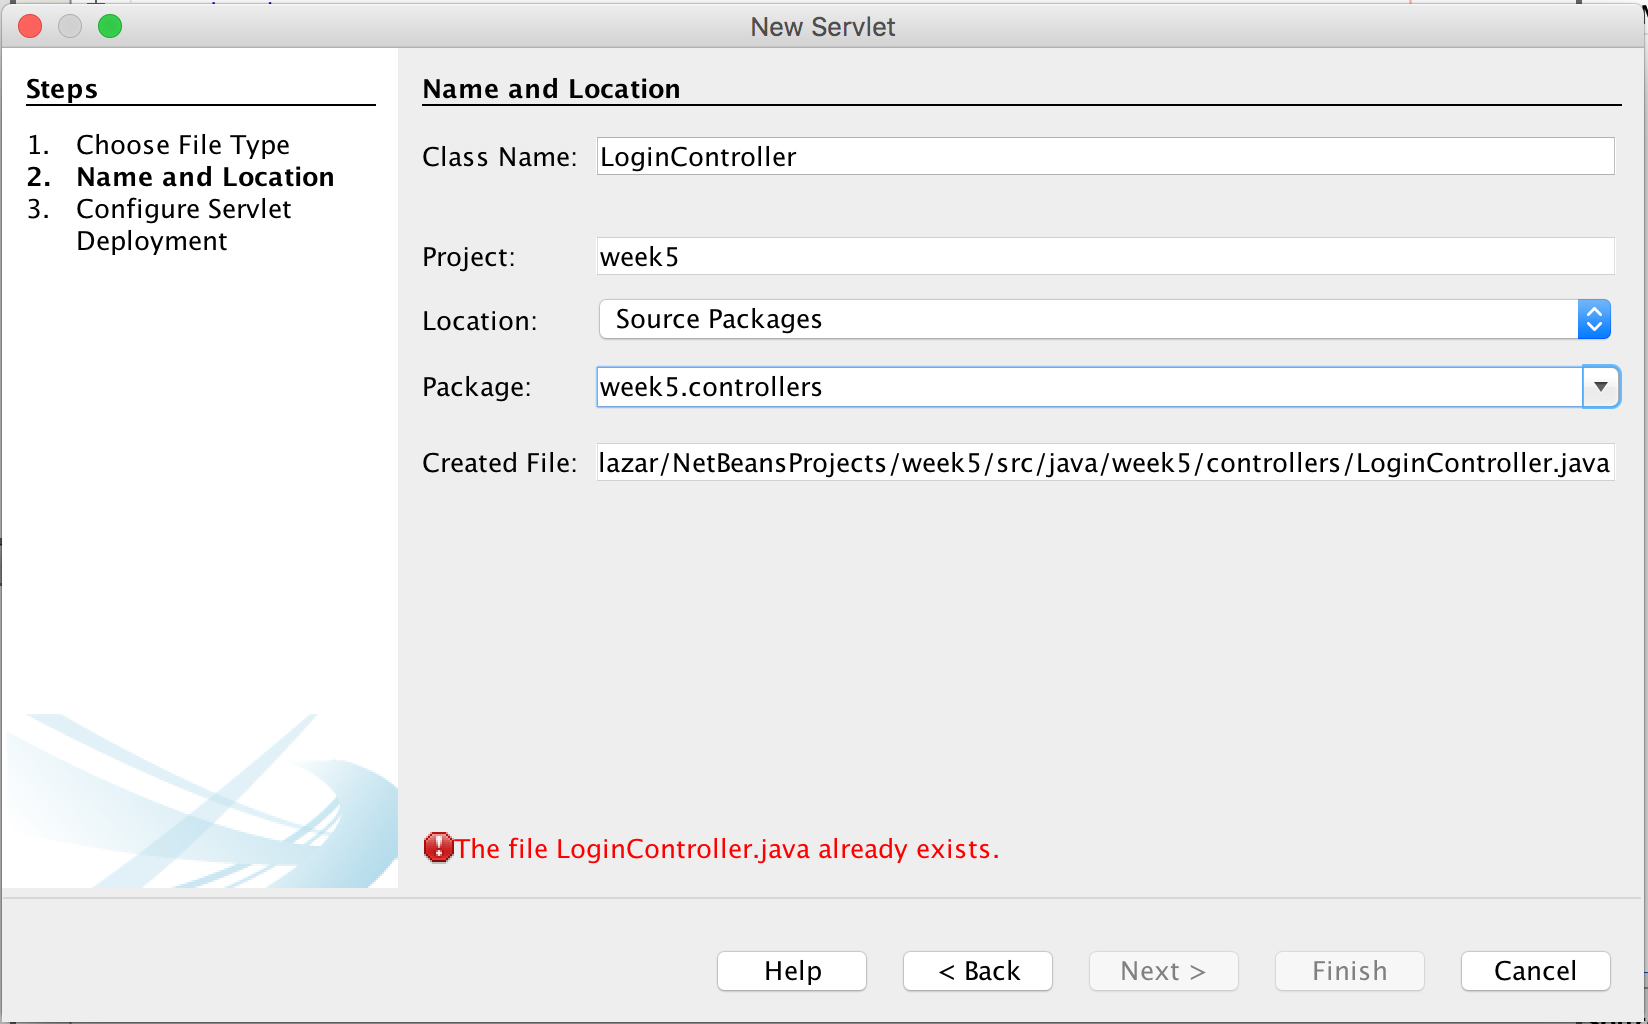 New Servlet
Steps
1. Choose File Type
2. Name and Location
3. Configure Servlet
Deployment
Name and Location
Class Name: LoginController
Project: week5
Location: Source Packages
Package: week5.controllers
Created File: lazar/NetBeansProjects/week5/src/java/week5/controllers/LoginController.java
The file LoginController.java already exists.
Help < Back Next > Finish Cancel